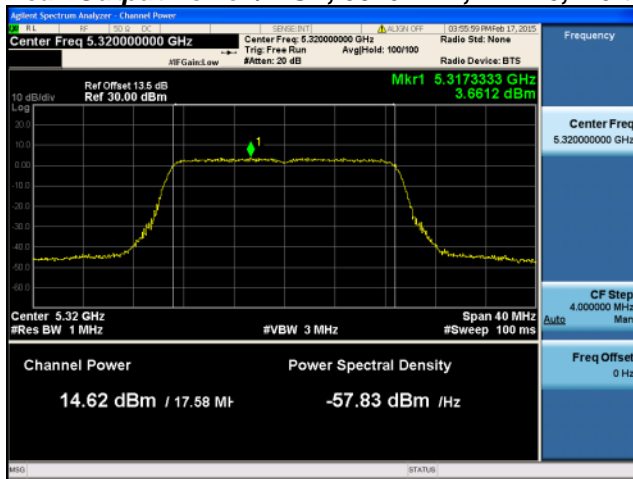 Agilent Spectrum Analyzer - Channel Power
RL RF 50 Ω DC SENSE:INT ALIGN OFF 03:55:59 PM Feb 17, 2015
Center Freq 5.320000000 GHz
Center Freq: 5.320000000 GHz
Radio Std: None
Trig: Free Run Avg|Hold: 100/100
#IFGain:Low #Atten: 20 dB Radio Device: BTS
Frequency
Mkr1 5.3173333 GHz
3.6612 dBm
Ref Offset 13.5 dB
10 dB/div Ref 30.00 dBm
Log
20.0
10.0
0.00
-10.0
-20.0
-30.0
-40.0
-50.0
-60.0
1
Center Freq
5.320000000 GHz
CF Step
4.000000 MHz
Auto Man
Freq Offset
0 Hz
Center 5.32 GHz Span 40 MHz
#Res BW 1 MHz #VBW 3 MHz #Sweep 100 ms
Channel Power Power Spectral Density
14.62 dBm / 17.58 MH -57.83 dBm /Hz
MSG STATUS